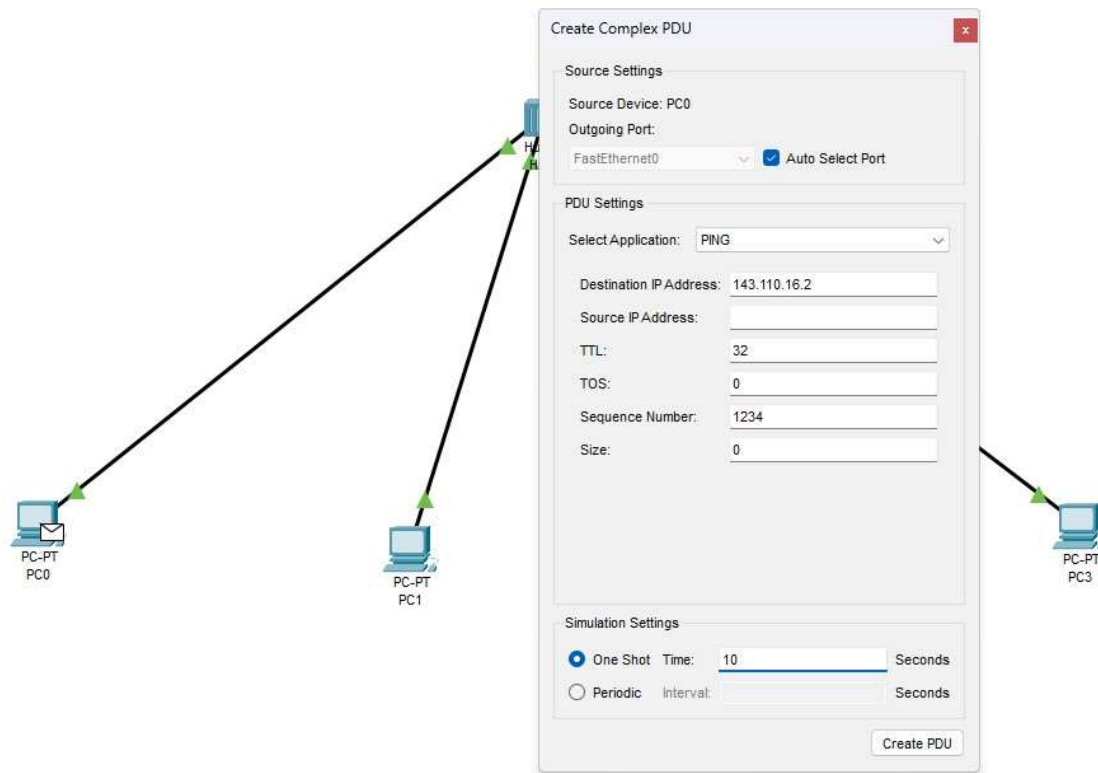 Create Complex PDU
Source Settings
Source Device: PC0
Outgoing Port:
FastEthernet0 Auto Select Port
PDU Settings
Select Application: PING
Destination IP Address: 143.110.16.2
Source IP Address:
TTL: 32
TOS: 0
Sequence Number: 1234
Size: 0
Simulation Settings
One Shot Time: 10 Seconds
Periodic Interval: Seconds
Create PDU
PC-PT
PC0
PC-PT
PC1
PC-PT
PC3